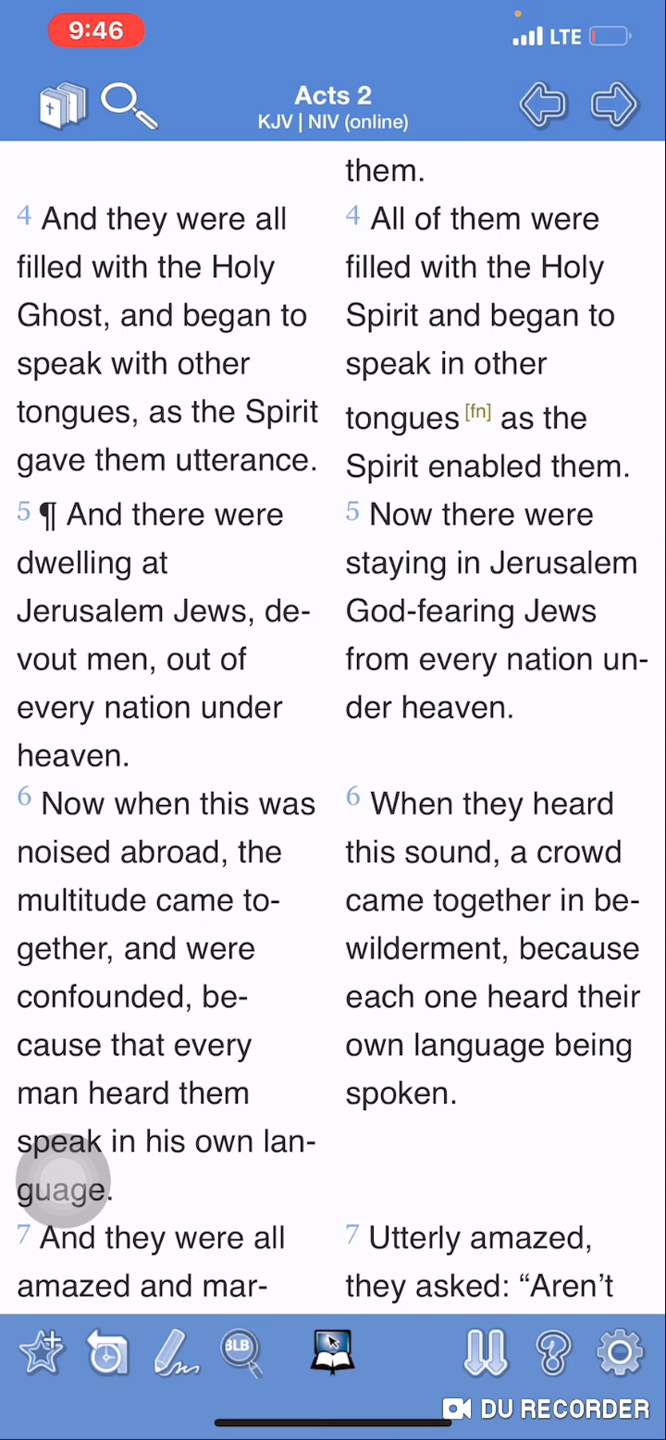 9:46
LTE
Acts 2
KJV | NIV (online)
4 And they were all
filled with the Holy
Ghost, and began to
speak with other
tongues, as the Spirit
gave them utterance.
5 ¶ And there were
dwelling at
Jerusalem Jews, de-
vout men, out of
every nation under
heaven.
6 Now when this was
noised abroad, the
multitude came to-
gether, and were
confounded, be-
cause that every
man heard them
speak in his own lan-
guage.
7 And they were all
amazed and mar-
them.
4 All of them were
filled with the Holy
Spirit and began to
speak in other
tongues [fn] as the
Spirit enabled them.
5 Now there were
staying in Jerusalem
God-fearing Jews
from every nation un-
der heaven.
6 When they heard
this sound, a crowd
came together in be-
wilderment, because
each one heard their
own language being
spoken.
7 Utterly amazed,
they asked: “Aren’t
BLB
DU RECORDER